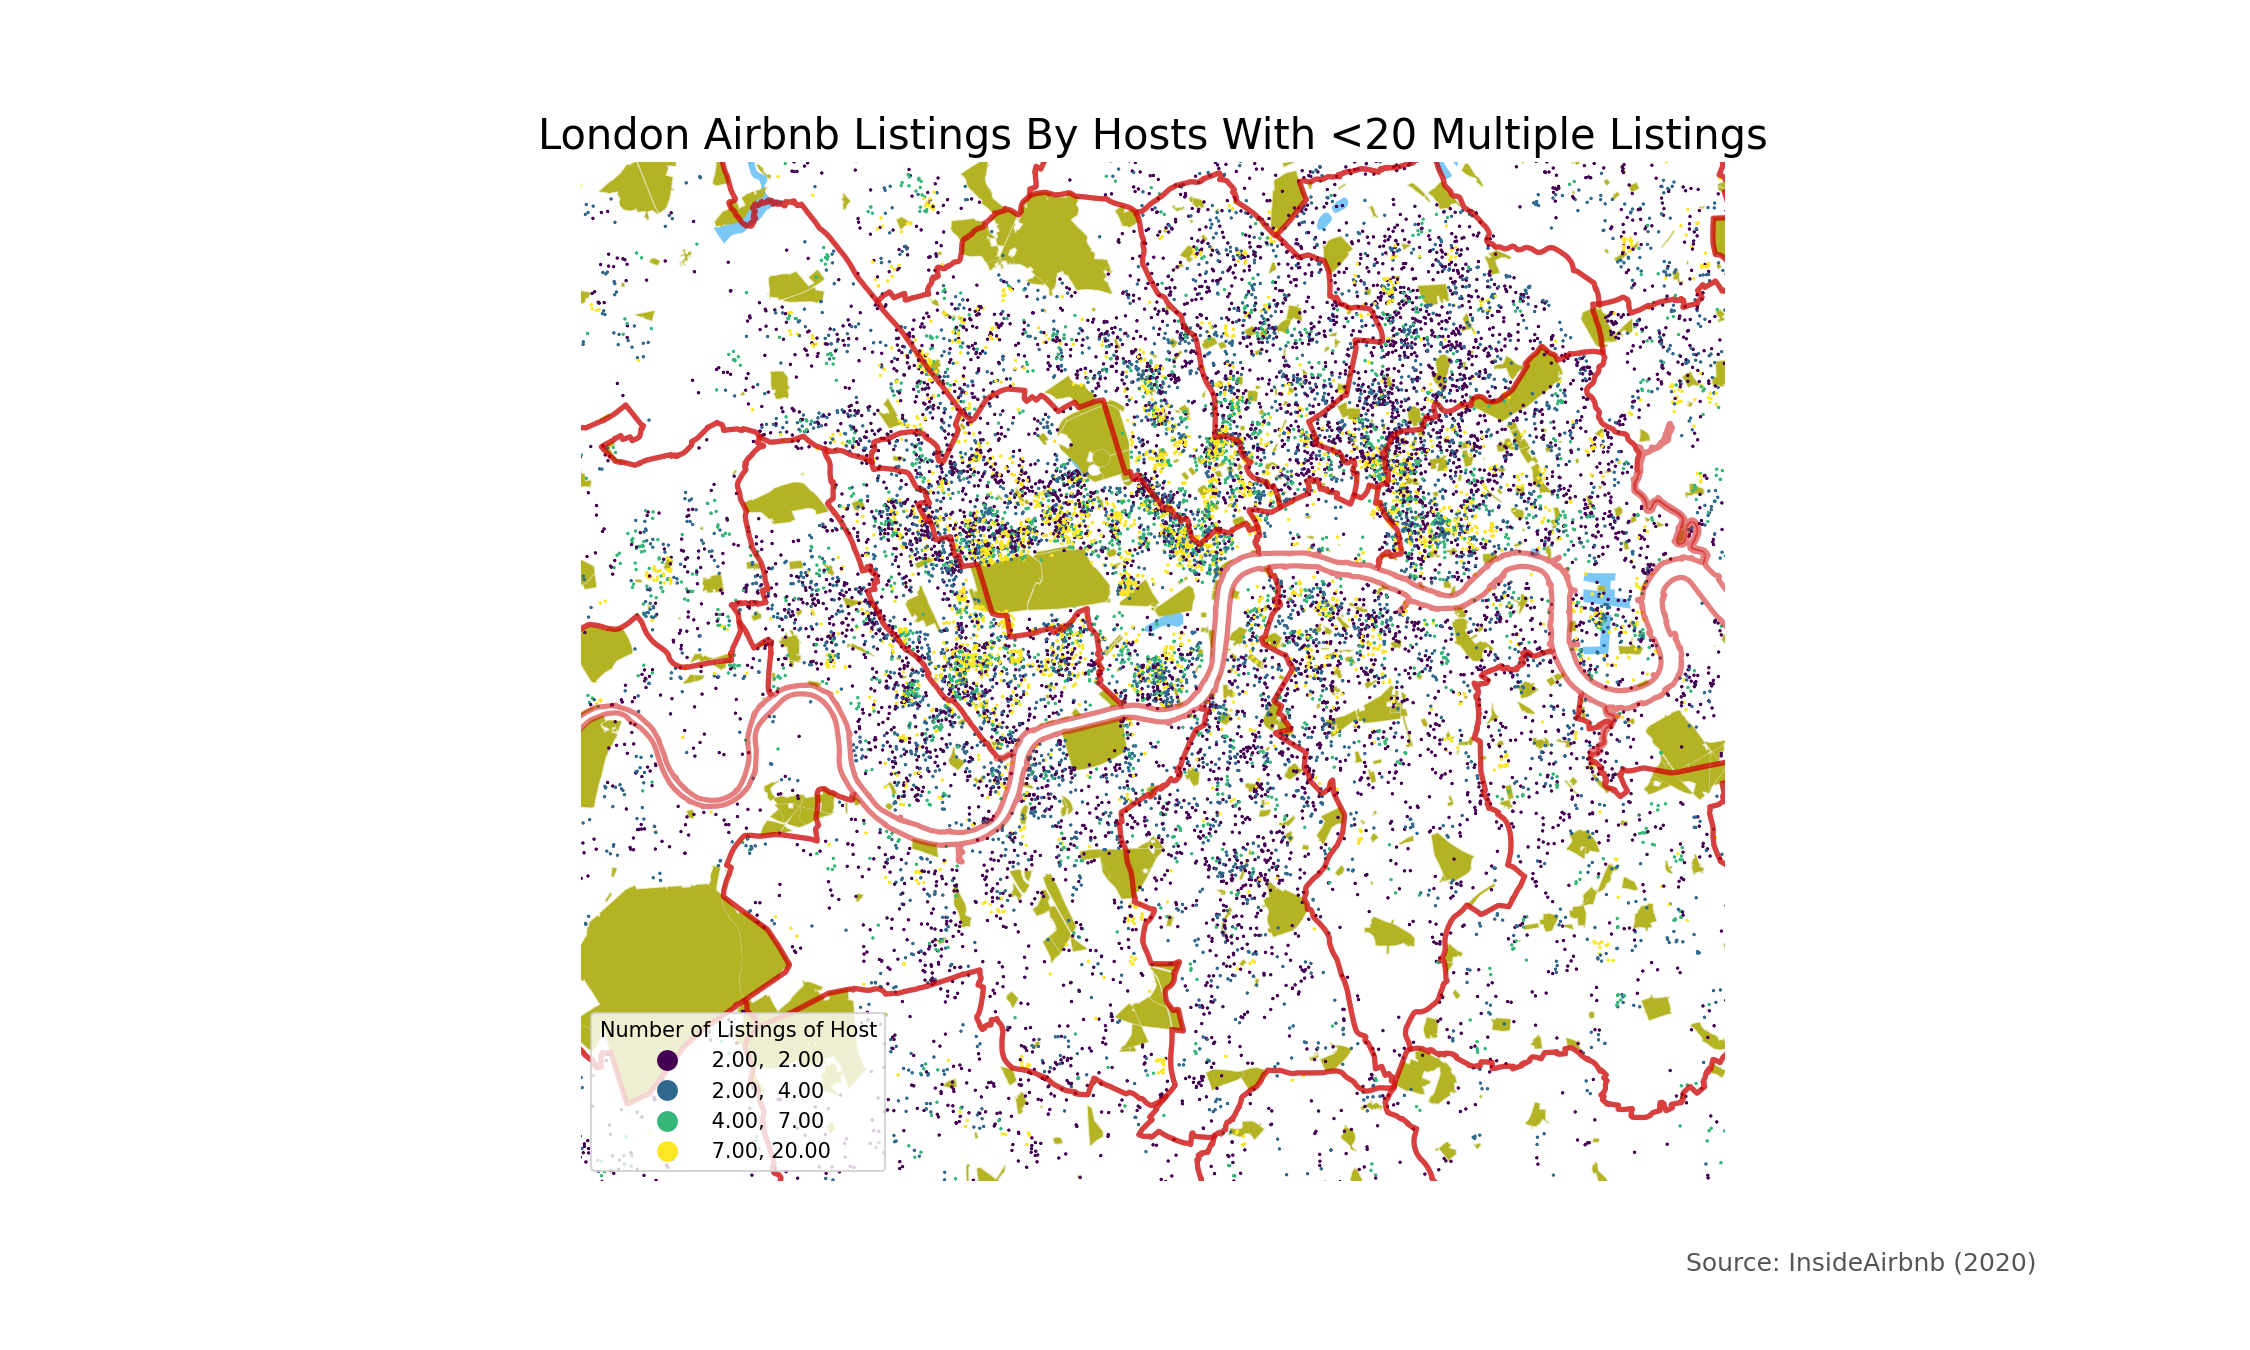 London Airbnb Listings By Hosts With <20 Multiple Listings
Number of Listings of Host
2.00, 2.00
2.00, 4.00
4.00, 7.00
7.00, 20.00
Source: InsideAirbnb (2020)